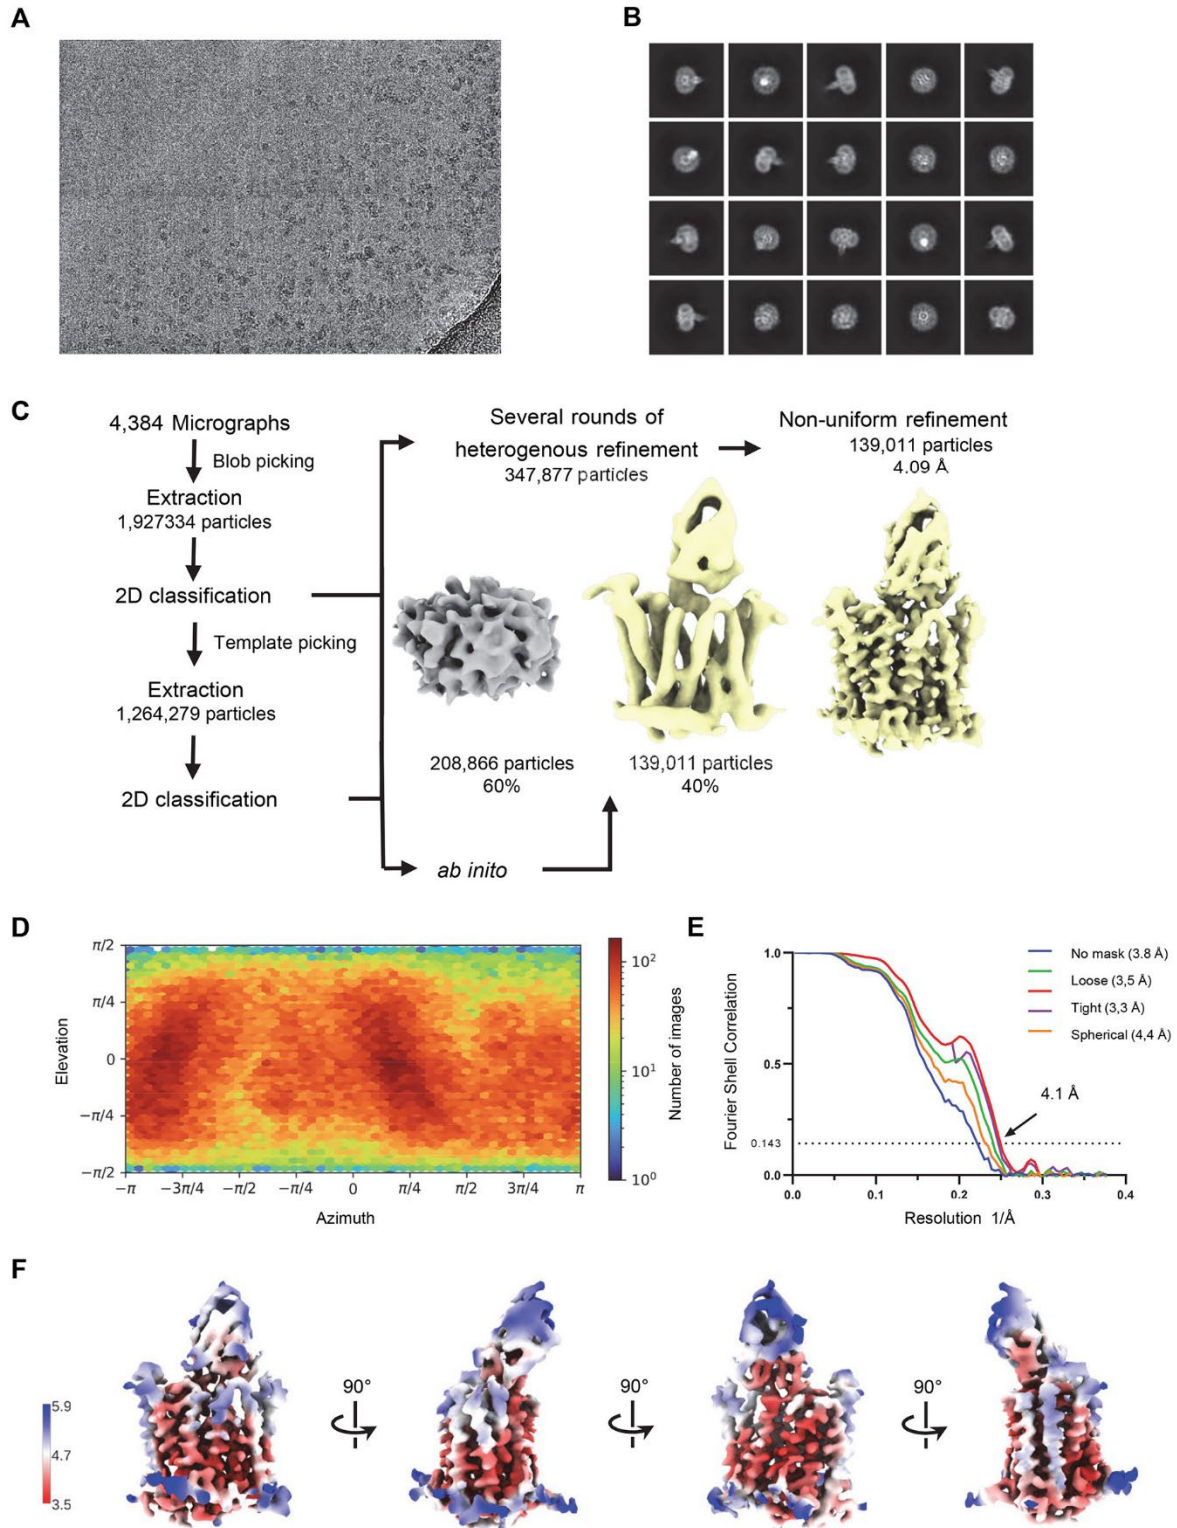 A
B
C
4,384 Micrographs
Blob picking
Extraction
1,927334 particles
2D classification
Template picking
Extraction
1,264,279 particles
2D classification
Several rounds of
heterogenous refinement
347,877 particles
Non-uniform refinement
139,011 particles
4.09 Å
208,866 particles
60%
139,011 particles
40%
ab inito
D
π/2
π/4
0
−π/4
−π/2
Elevation
−π
−3π/4
−π/2
−π/4
0
π/4
π/2
3π/4
π
Azimuth
10²
10¹
10⁰
Number of images
E
1.0
0.5
0.143
0.0
Fourier Shell Correlation
0.0
0.1
0.2
0.3
0.4
Resolution 1/Å
No mask (3.8 Å)
Loose (3,5 Å)
Tight (3,3 Å)
Spherical (4,4 Å)
4.1 Å
F
5.9
4.7
3.5
90°
90°
90°